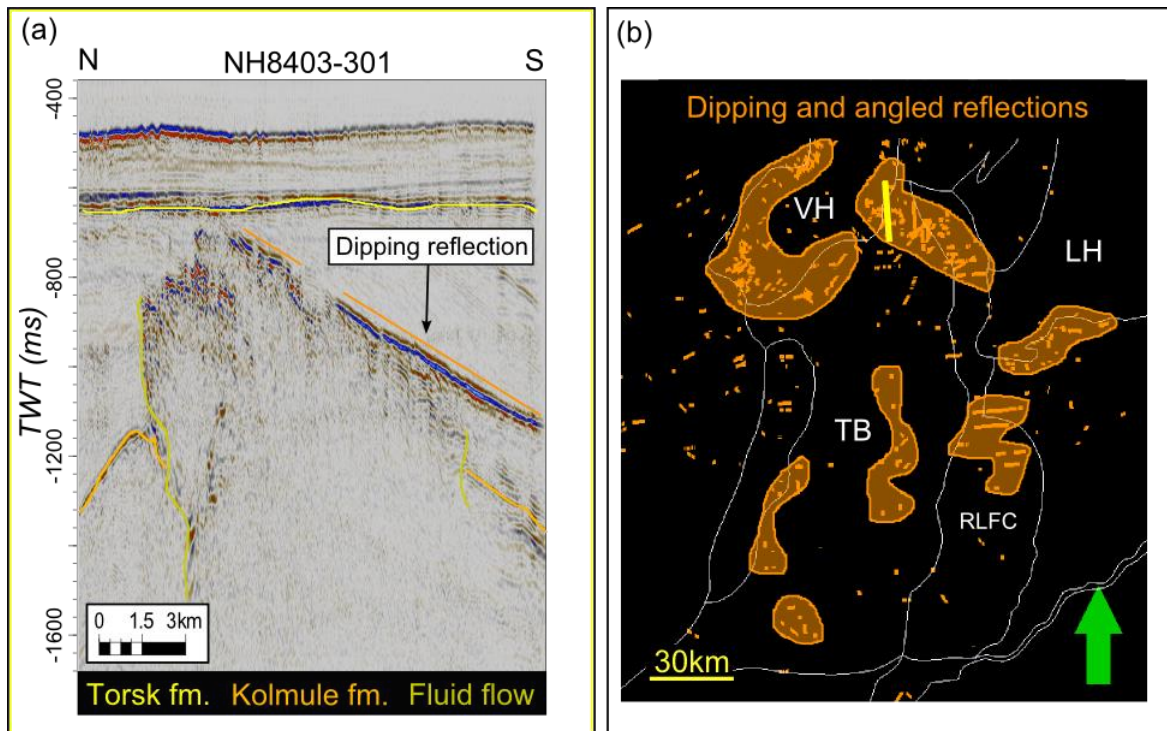 (a)
N NH8403-301 S
-400
-800
-1200
-1600
TWT (ms)
Dipping reflection
0 1.5 3km
Torsk fm. Kolmule fm. Fluid flow
(b)
Dipping and angled reflections
VH
LH
TB
RLFC
30km